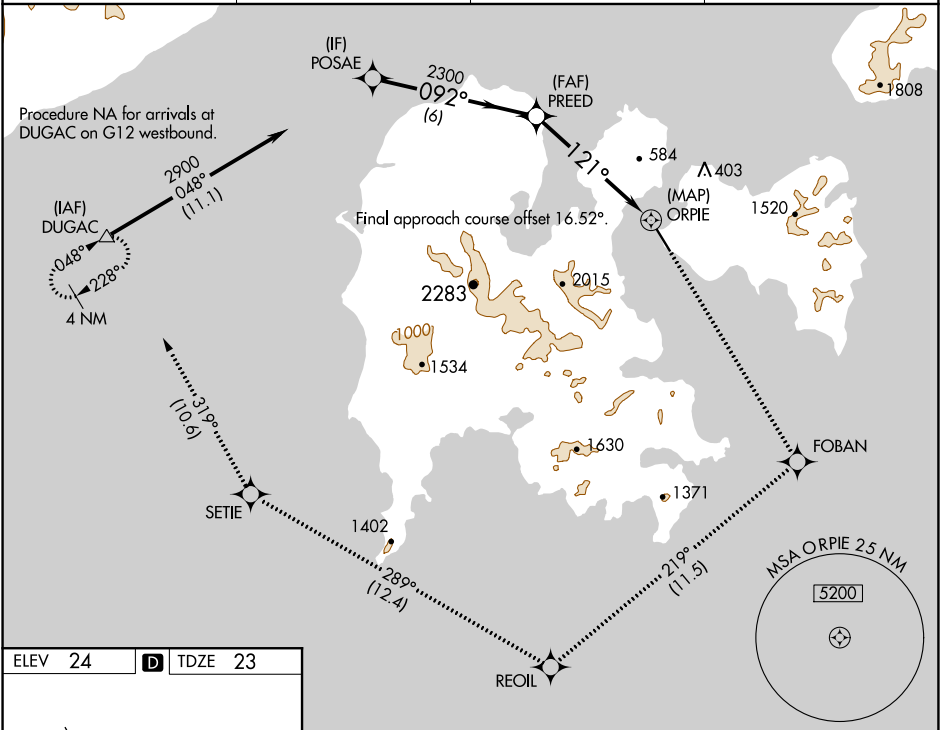 (IF)
POSAE
2300
092°
(6)
(FAF)
PREED
1808
Procedure NA for arrivals at
DUGAC on G12 westbound.
121°
584
403
2900
048°
(11.1)
(IAF)
DUGAC
(MAP)
ORPIE
1520
Final approach course offset 16.52°.
048°
228°
4 NM
2283
2015
1000
1534
319°
(10.6)
1630
FOBAN
SETIE
1371
1402
289°
(12.4)
219°
(11.5)
MSA ORPIE 25 NM
5200
REOIL
ELEV 24 D TDZE 23